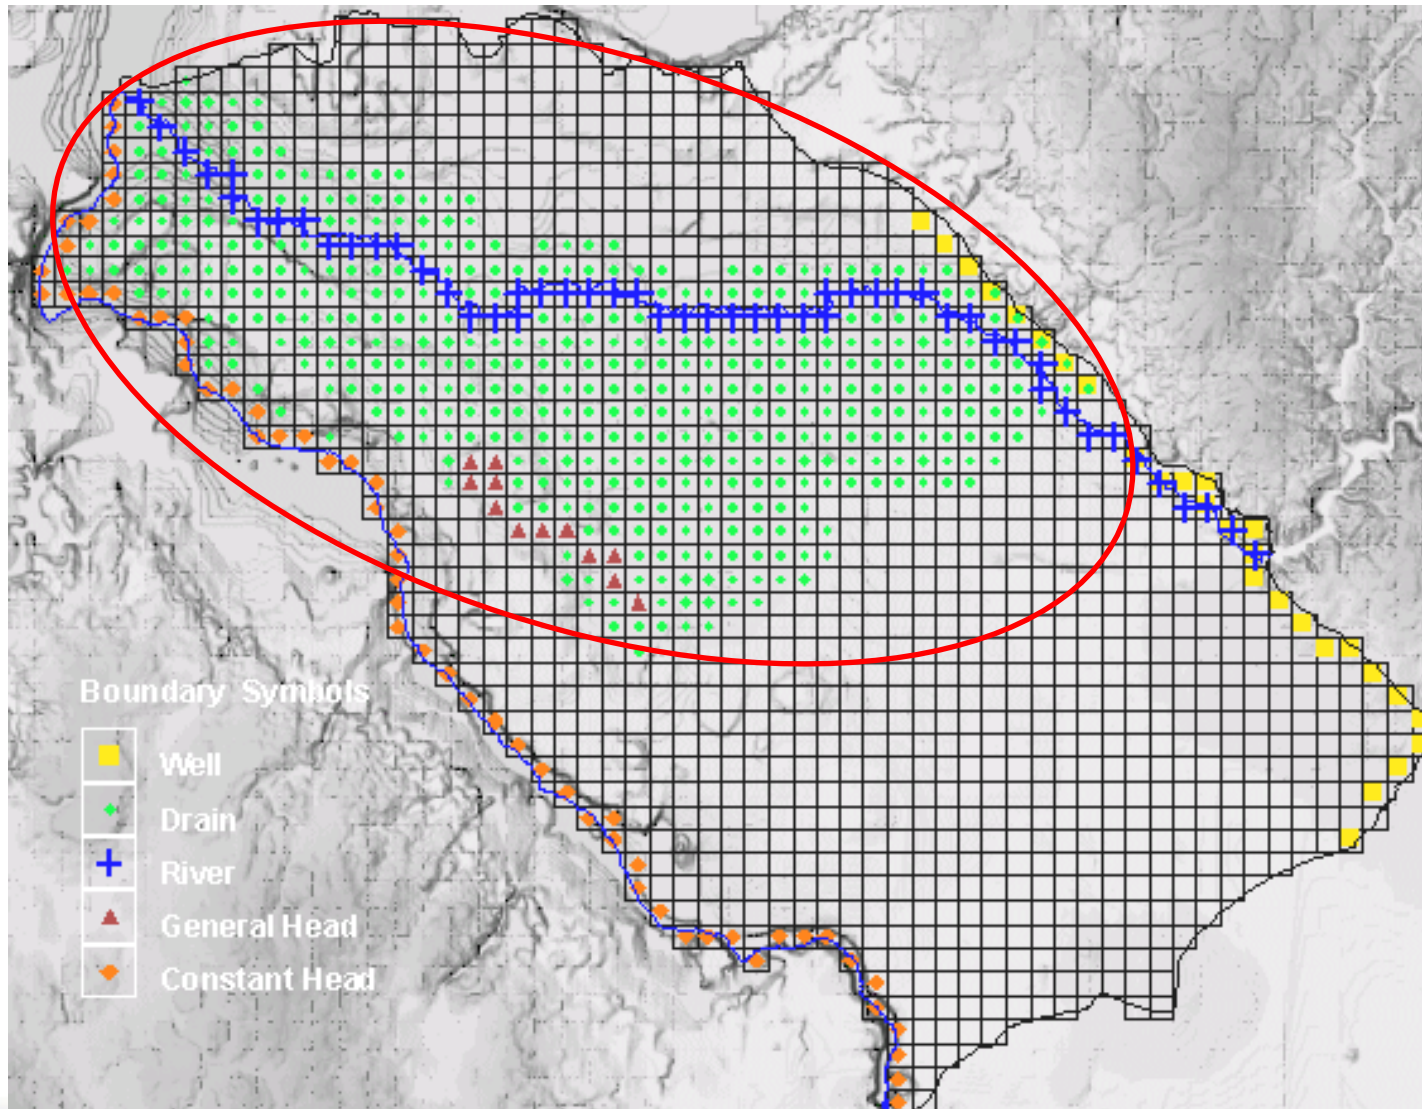 Boundary Symbols
Well
Drain
River
General Head
Constant Head